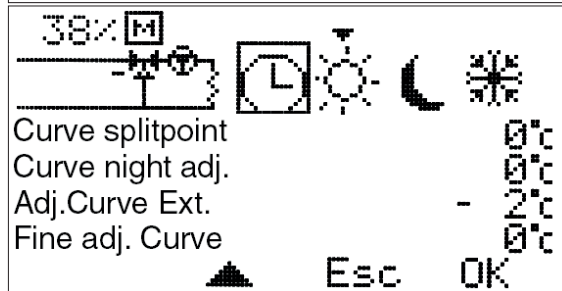 38% M
Curve splitpoint 0°c
Curve night adj. 0°c
Adj.Curve Ext. - 2°c
Fine adj. Curve 0°c
Esc OK